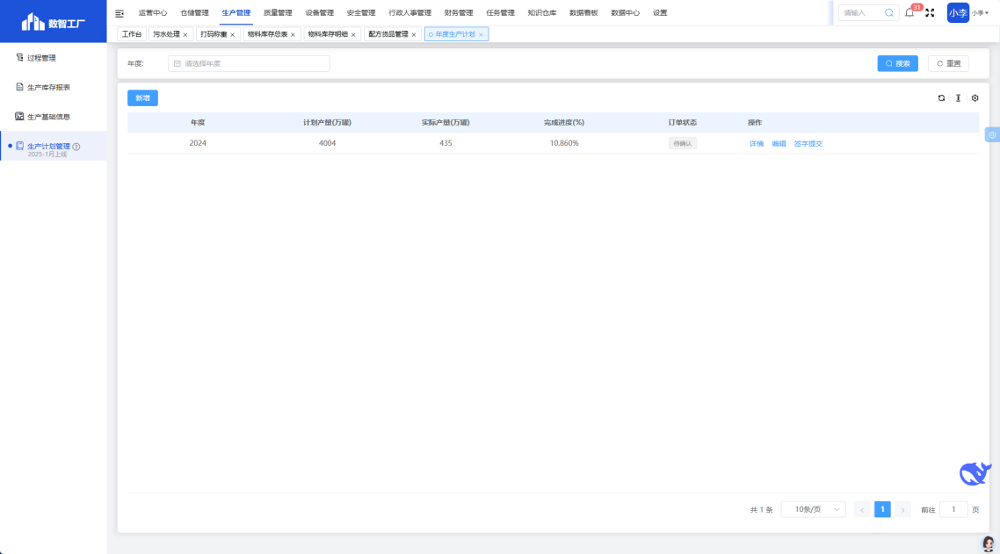 数智工厂
运营中心 仓储管理 生产管理 质量管理 设备管理 安全管理 行政人事管理 财务管理 任务管理 知识仓库 数据看板 数据中心 设置 请输入 31 小李 小李
工作台 污水处理 × 打码称重 × 物料库存总表 × 物料库存明细 × 配方货品管理 × 年度生产计划 ×
过程管理
生产库存报表
生产基础信息
生产计划管理
2025-1月上线
年度: 请选择年度 搜索 重置
新增
年度 计划产量(万罐) 实际产量(万罐) 完成进度(%) 订单状态 操作
2024 4004 435 10.860% 待确认 详情 编辑 签字提交
共 1 条 10条/页 1 前往 1 页